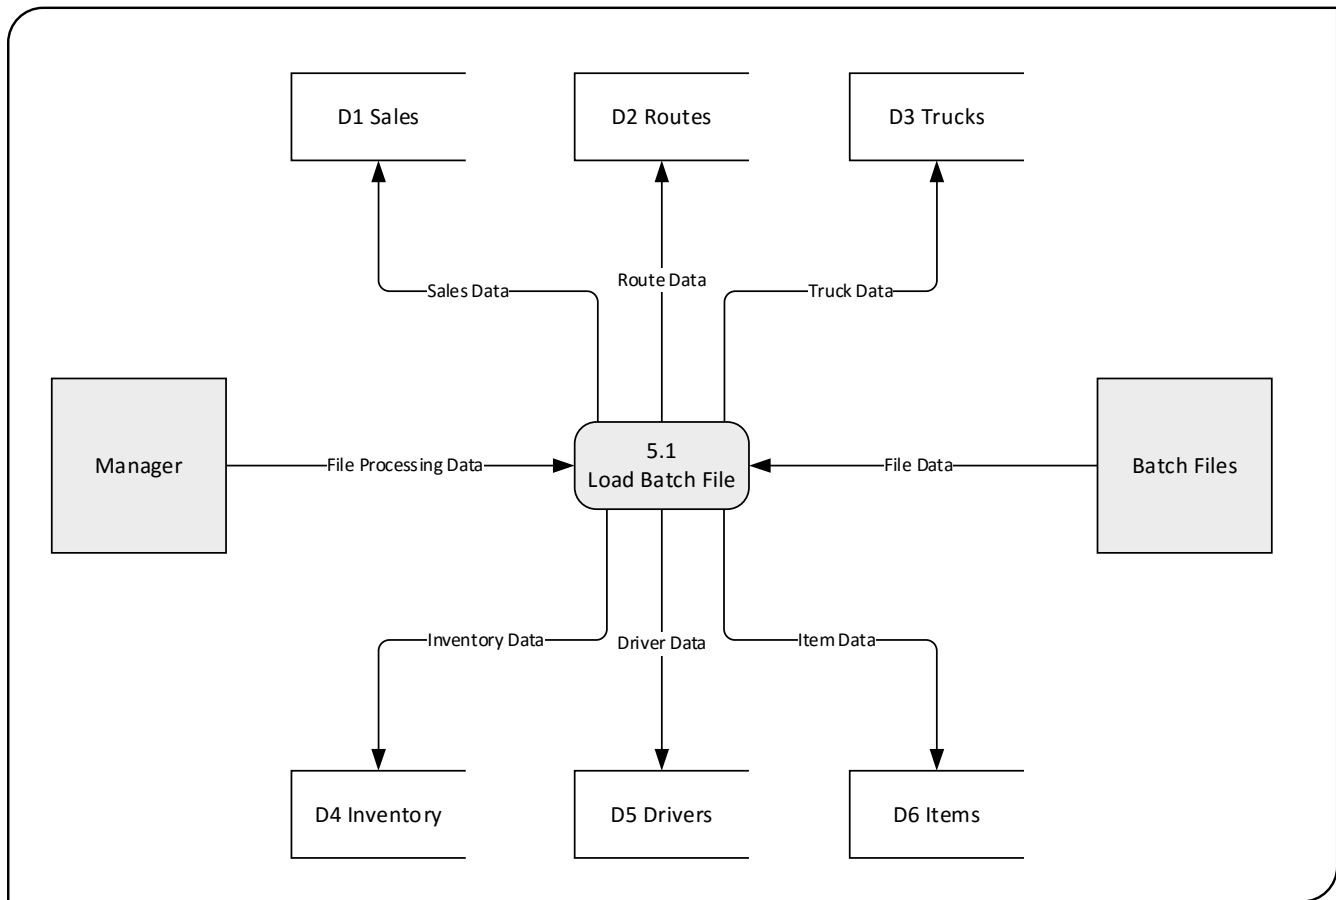 D1 Sales
D2 Routes
D3 Trucks
Sales Data
Route Data
Truck Data
Manager
File Processing Data
5.1
Load Batch File
File Data
Batch Files
Inventory Data
Driver Data
Item Data
D4 Inventory
D5 Drivers
D6 Items